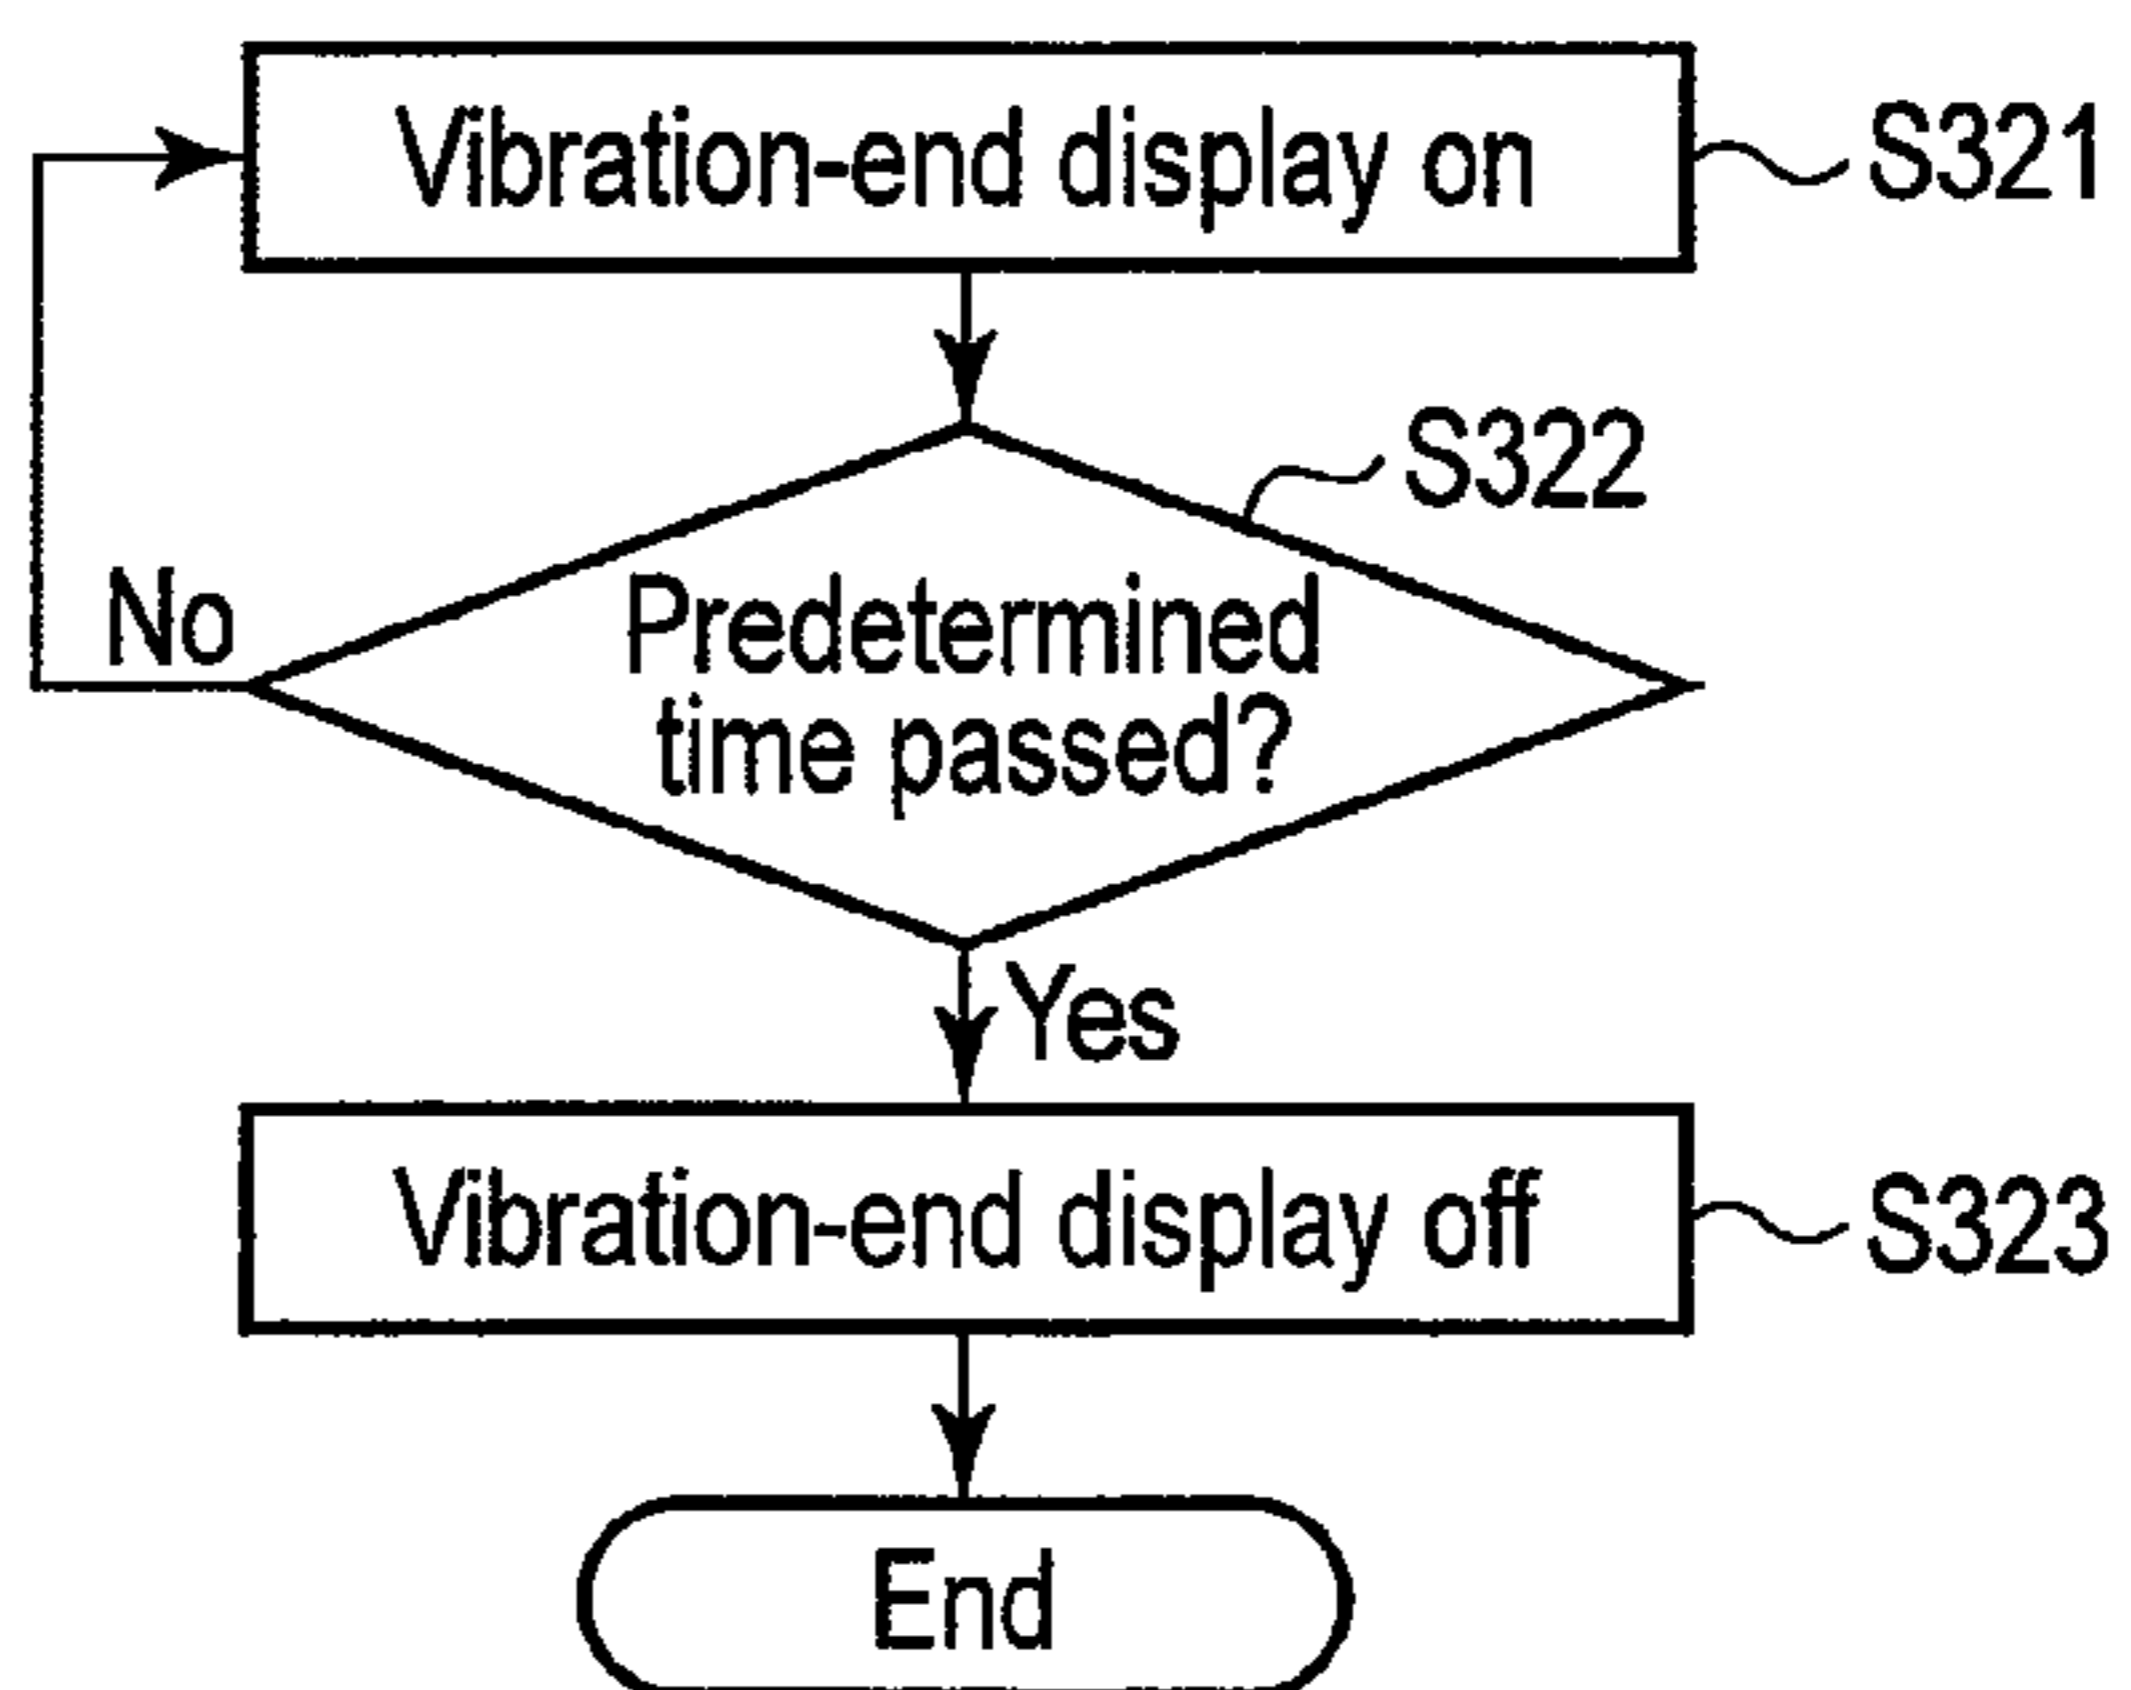 Vibration-end display on
S321
S322
No
Predetermined
time passed?
Yes
Vibration-end display off
S323
End